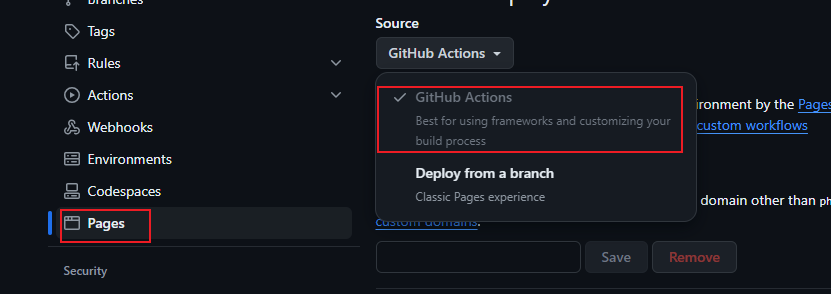 branches
Tags
Rules
Actions
Webhooks
Environments
Codespaces
Pages
Security
Source
GitHub Actions
GitHub Actions
Best for using frameworks and customizing your
build process
Deploy from a branch
Classic Pages experience
ronment by the Pages
custom workflows
domain other than ph
custom domains.
Save
Remove